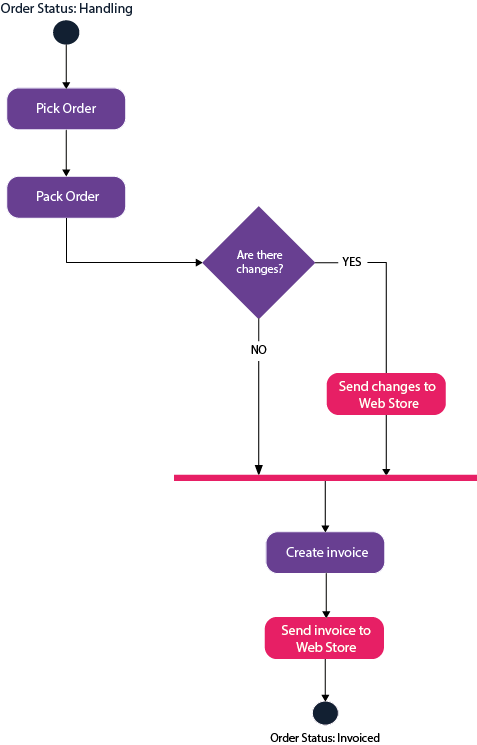 Order Status: Handling
Pick Order
Pack Order
Are there
changes?
YES
NO
Send changes to
Web Store
Create invoice
Send invoice to
Web Store
Order Status: Invoiced